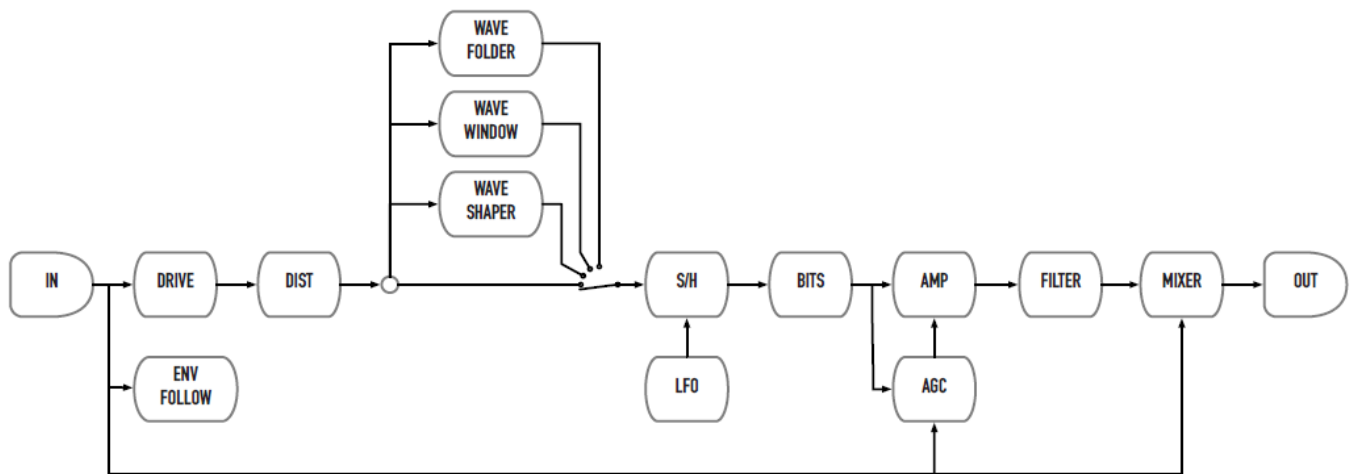 WAVE
FOLDER
WAVE
WINDOW
WAVE
SHAPER
IN
DRIVE
DIST
S/H
BITS
AMP
FILTER
MIXER
OUT
ENV
FOLLOW
LFO
AGC